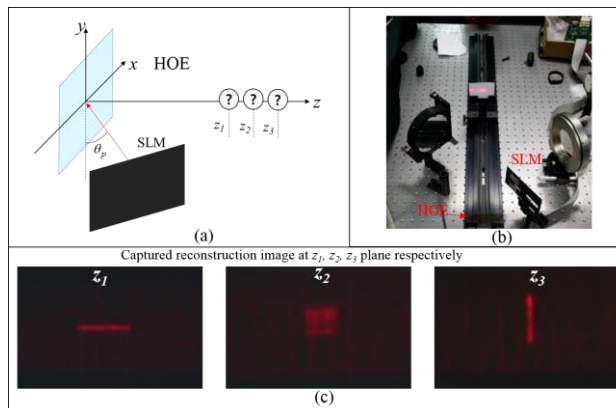 (a)
y
x
HOE
? ? ?
z
z1 z2 z3
θp
SLM
(a)
(b)
SLM
HOE
(b)
Captured reconstruction image at z1, z2, z3 plane respectively
z1
z2
z3
(c)